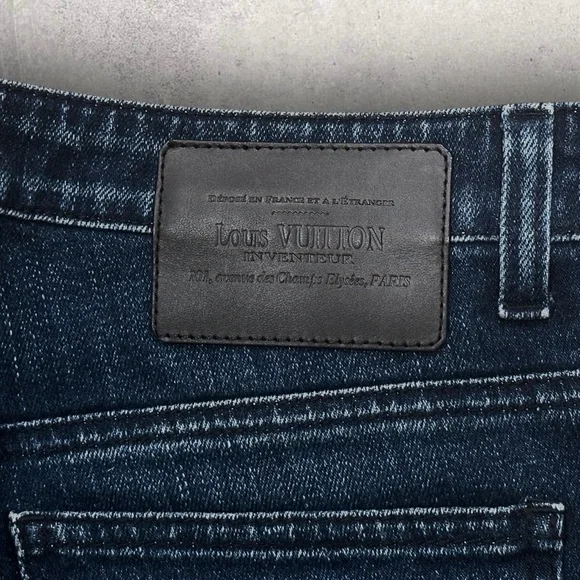 DÉPOSÉ EN FRANCE ET A L'ÉTRANGER
LOUIS VUITTON
INVENTEUR
101, avenue des Champs Elysées, PARIS